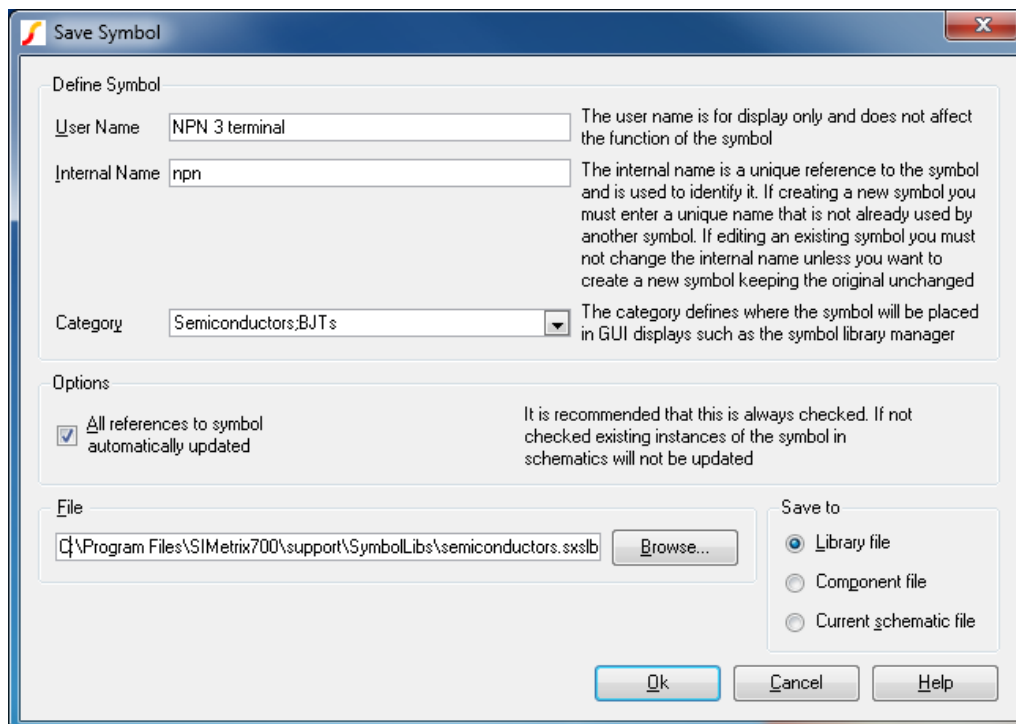 Save Symbol
Define Symbol
User Name
NPN 3 terminal
The user name is for display only and does not affect
the function of the symbol
Internal Name
npn
The internal name is a unique reference to the symbol
and is used to identify it. If creating a new symbol you
must enter a unique name that is not already used by
another symbol. If editing an existing symbol you must
not change the internal name unless you want to
create a new symbol keeping the original unchanged
Category
Semiconductors;BJTs
The category defines where the symbol will be placed
in GUI displays such as the symbol library manager
Options
All references to symbol
automatically updated
It is recommended that this is always checked. If not
checked existing instances of the symbol in
schematics will not be updated
File
C:\Program Files\SIMetrix700\support\SymbolLibs\semiconductors.sxslb
Browse...
Save to
Library file
Component file
Current schematic file
Ok
Cancel
Help